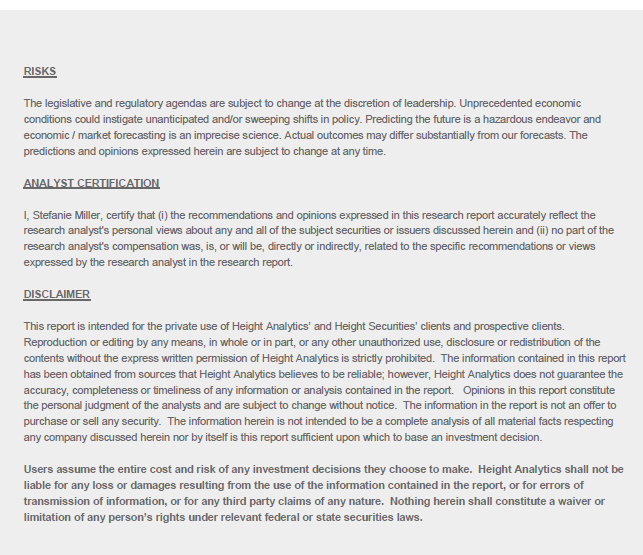 RISKS
The legislative and regulatory agendas are subject to change at the discretion of leadership. Unprecedented economic
conditions could instigate unanticipated and/or sweeping shifts in policy. Predicting the future is a hazardous endeavor and
economic / market forecasting is an imprecise science. Actual outcomes may differ substantially from our forecasts. The
predictions and opinions expressed herein are subject to change at any time.
ANALYST CERTIFICATION
I, Stefanie Miller, certify that (i) the recommendations and opinions expressed in this research report accurately reflect the
research analyst's personal views about any and all of the subject securities or issuers discussed herein and (ii) no part of the
research analyst's compensation was, is, or will be, directly or indirectly, related to the specific recommendations or views
expressed by the research analyst in the research report.
DISCLAIMER
This report is intended for the private use of Height Analytics' and Height Securities' clients and prospective clients.
Reproduction or editing by any means, in whole or in part, or any other unauthorized use, disclosure or redistribution of the
contents without the express written permission of Height Analytics is strictly prohibited.  The information contained in this report
has been obtained from sources that Height Analytics believes to be reliable; however, Height Analytics does not guarantee the
accuracy, completeness or timeliness of any information or analysis contained in the report.   Opinions in this report constitute
the personal judgment of the analysts and are subject to change without notice.  The information in the report is not an offer to
purchase or sell any security.  The information herein is not intended to be a complete analysis of all material facts respecting
any company discussed herein nor by itself is this report sufficient upon which to base an investment decision.
Users assume the entire cost and risk of any investment decisions they choose to make.  Height Analytics shall not be
liable for any loss or damages resulting from the use of the information contained in the report, or for errors of
transmission of information, or for any third party claims of any nature.  Nothing herein shall constitute a waiver or
limitation of any person's rights under relevant federal or state securities laws.